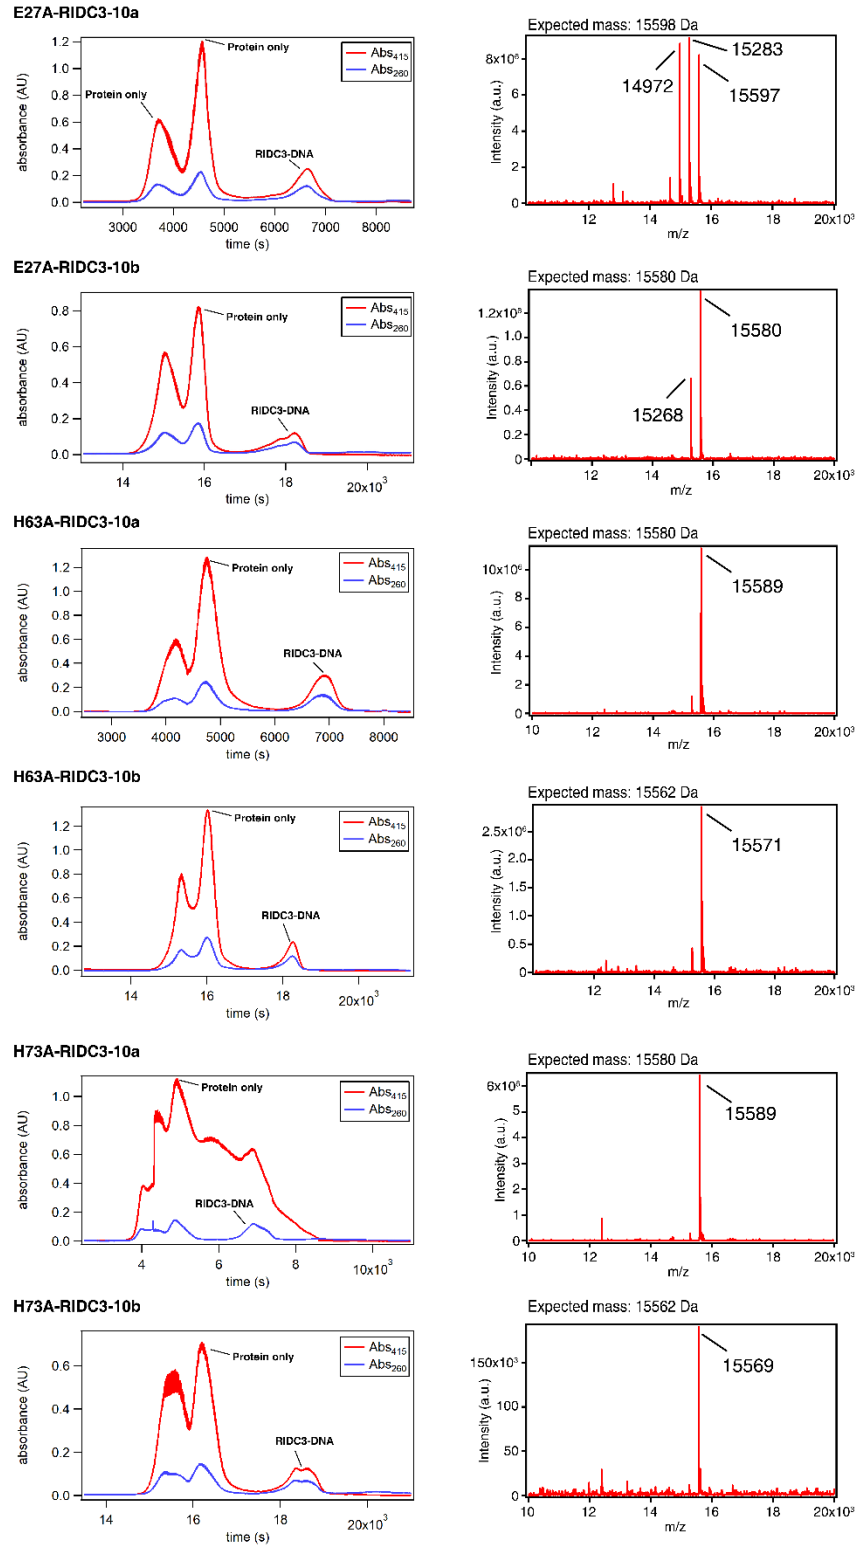 E27A-RIDC3-10a
absorbance (AU)
1.2
1.0
0.8
0.6
0.4
0.2
0.0
Protein only
Protein only
RIDC3-DNA
Abs415
Abs260
3000 4000 5000 6000 7000 8000
time (s)
Expected mass: 15598 Da
Intensity (a.u.)
8x10⁶
6
4
2
0
14972
15283
15597
12 14 16 18 20x10³
m/z
E27A-RIDC3-10b
absorbance (AU)
0.8
0.6
0.4
0.2
0.0
Protein only
RIDC3-DNA
Abs415
Abs260
14 16 18 20x10³
time (s)
Expected mass: 15580 Da
Intensity (a.u.)
1.0
0.8
0.6
0.4
0.2
0
15580
15268
12 14 16 18 20x10³
m/z
H63A-RIDC3-10a
absorbance (AU)
1.2
1.0
0.8
0.6
0.4
0.2
0.0
Protein only
RIDC3-DNA
Abs415
Abs260
3000 4000 5000 6000 7000 8000
time (s)
Expected mass: 15580 Da
Intensity (a.u.)
10x10⁶
8
6
4
2
0
15589
10 12 14 16 18 20x10³
m/z
H63A-RIDC3-10b
absorbance (AU)
1.2
1.0
0.8
0.6
0.4
0.2
0.0
Protein only
RIDC3-DNA
Abs415
Abs260
14 16 18 20x10³
time (s)
Expected mass: 15562 Da
Intensity (a.u.)
2.5x10⁶
2.0
1.5
1.0
0.5
0
15571
12 14 16 18 20x10³
m/z
H73A-RIDC3-10a
absorbance (AU)
1.0
0.8
0.6
0.4
0.2
0.0
Protein only
RIDC3-DNA
Abs415
Abs260
4 6 8 10x10³
time (s)
Expected mass: 15580 Da
Intensity (a.u.)
6x10⁶
5
4
3
2
1
0
15589
10 12 14 16 18 20x10³
m/z
H73A-RIDC3-10b
absorbance (AU)
0.6
0.4
0.2
0.0
Protein only
RIDC3-DNA
Abs415
Abs260
14 16 18 20x10³
time (s)
Expected mass: 15562 Da
Intensity (a.u.)
150x10³
100
50
0
15569
10 12 14 16 18 20x10³
m/z